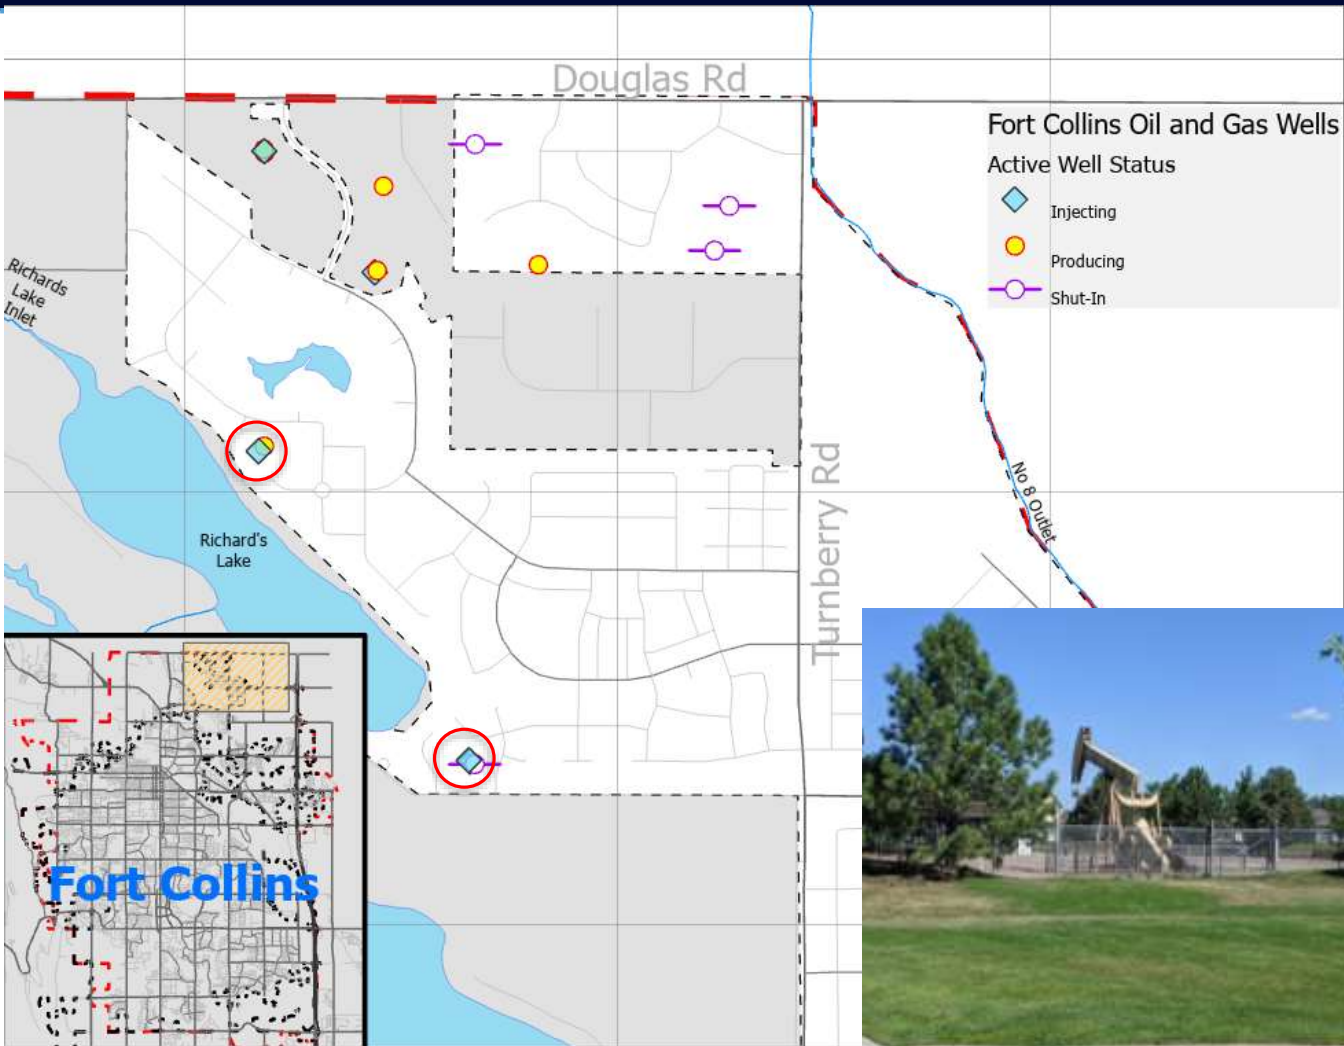 Douglas Rd
Fort Collins Oil and Gas Wells
Active Well Status
Injecting
Producing
Shut-In
Richards
Lake
Inlet
Richard's
Lake
Turnberry Rd
No 8 Outlet
Fort Collins